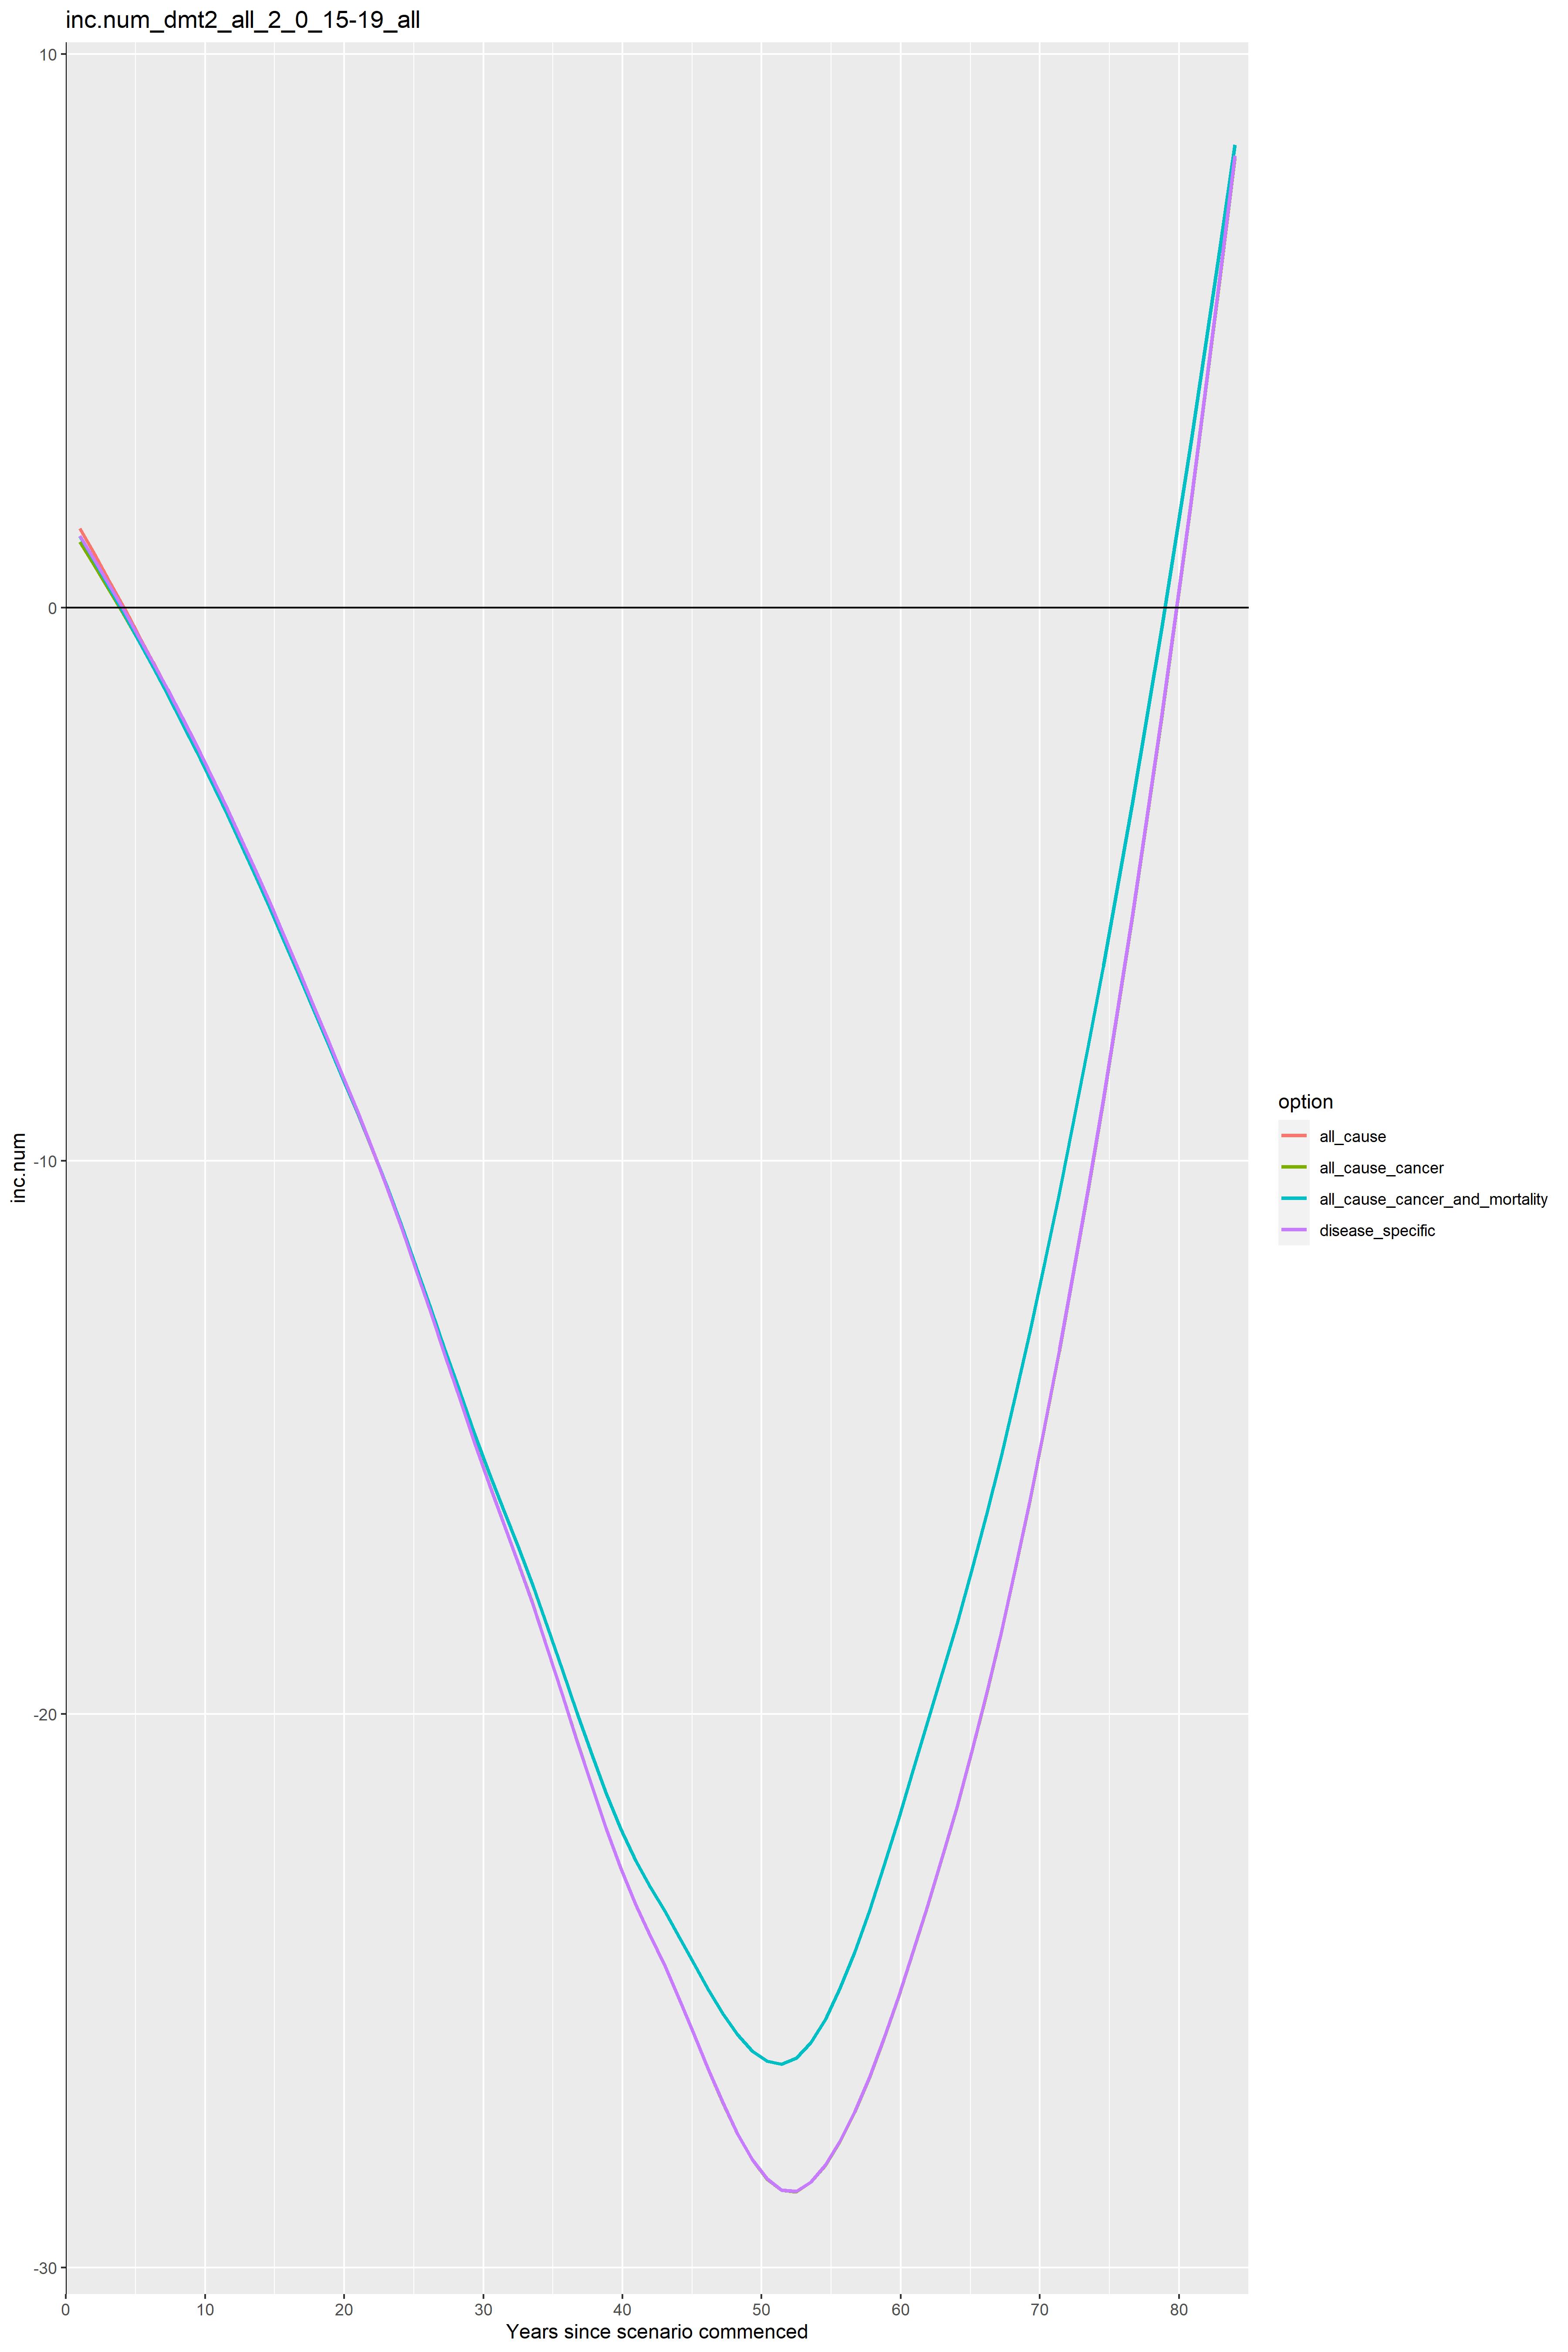 inc.num_dmt2_all_2_0_15-19_all
10
0
-10
-20
-30
inc.num
0 10 20 30 40 50 60 70 80
Years since scenario commenced
option
all_cause
all_cause_cancer
all_cause_cancer_and_mortality
disease_specific